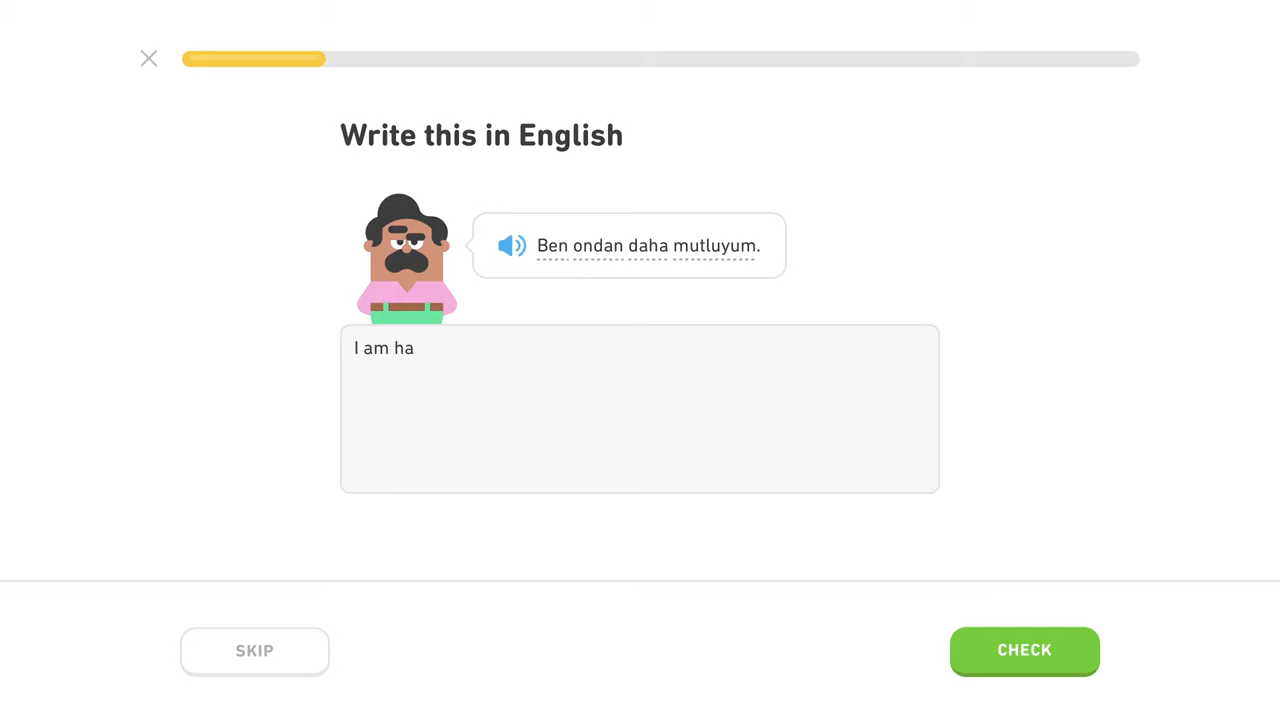 Write this in English
Ben ondan daha mutluyum.
I am ha
SKIP
CHECK